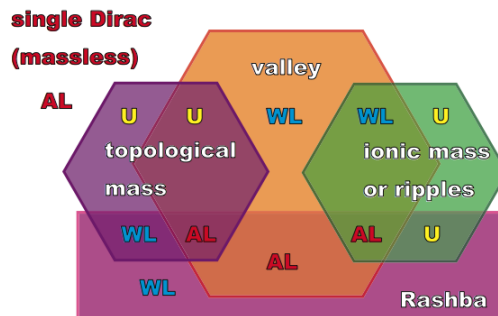 single Dirac
(massless)
AL
valley
U U WL WL U
topological
mass
ionic mass
or ripples
WL AL AL AL U
WL
Rashba